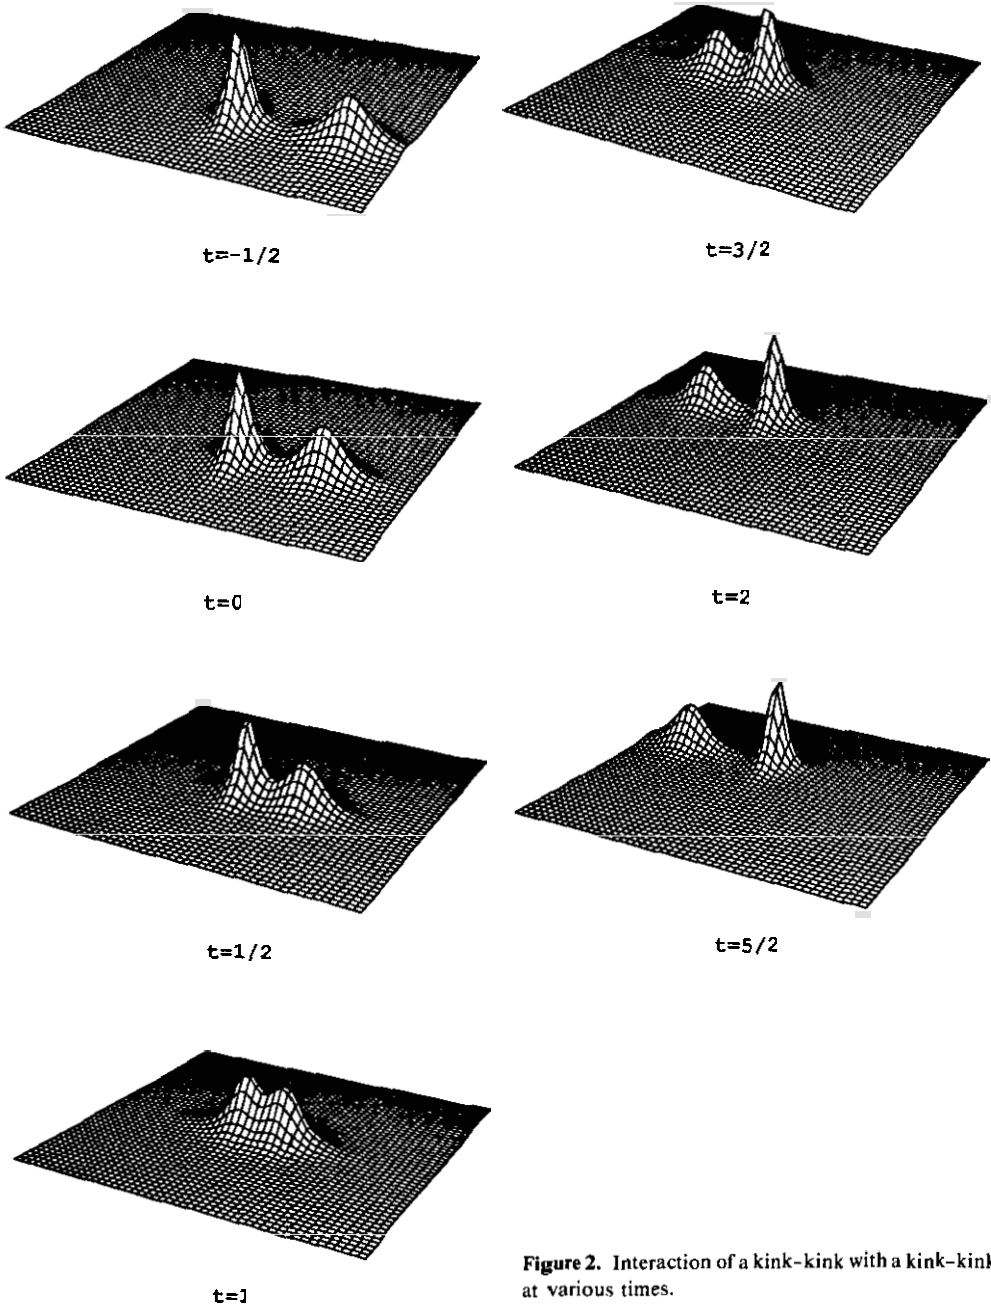 t=-1/2
t=3/2
t=0
t=2
t=1/2
t=5/2
t=1
Figure 2. Interaction of a kink-kink with a kink-kink
at various times.